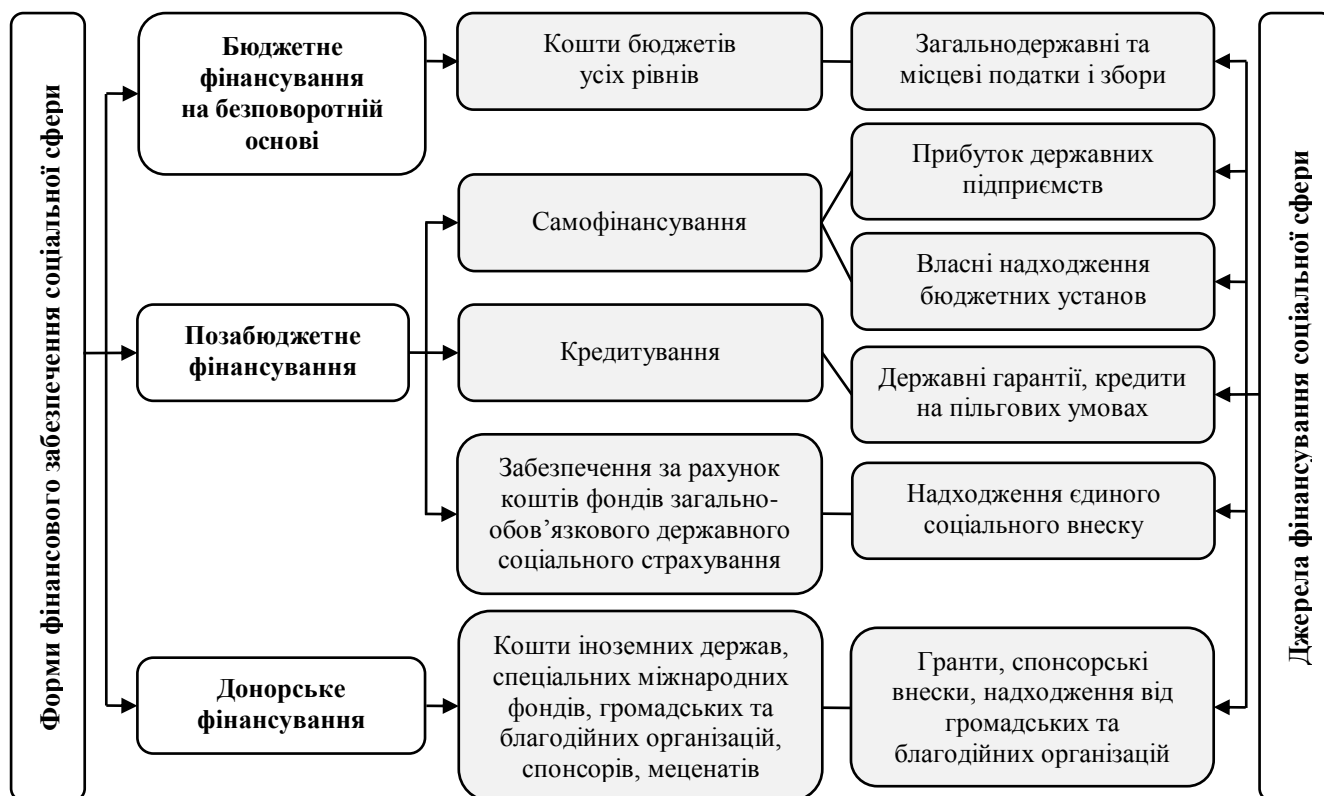 Форми фінансового забезпечення соціальної сфери
Бюджетне
фінансування
на безповоротній
основі
Кошти бюджетів
усіх рівнів
Загальнодержавні та
місцеві податки і збори
Прибуток державних
підприємств
Самофінансування
Власні надходження
бюджетних установ
Позабюджетне
фінансування
Кредитування
Державні гарантії, кредити
на пільгових умовах
Забезпечення за рахунок
коштів фондів загально-
обов’язкового державного
соціального страхування
Надходження єдиного
соціального внеску
Донорське
фінансування
Кошти іноземних держав,
спеціальних міжнародних
фондів, громадських та
благодійних організацій,
спонсорів, меценатів
Гранти, спонсорські
внески, надходження від
громадських та
благодійних організацій
Джерела фінансування соціальної сфери